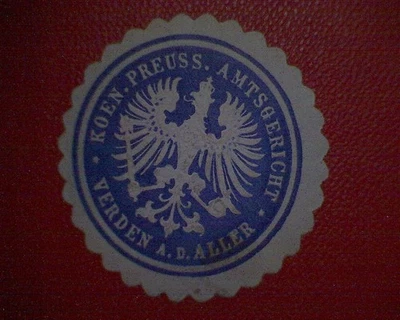 * KOEN. PREUSS. AMTSGERICHT *
VERDEN A. D. ALLER